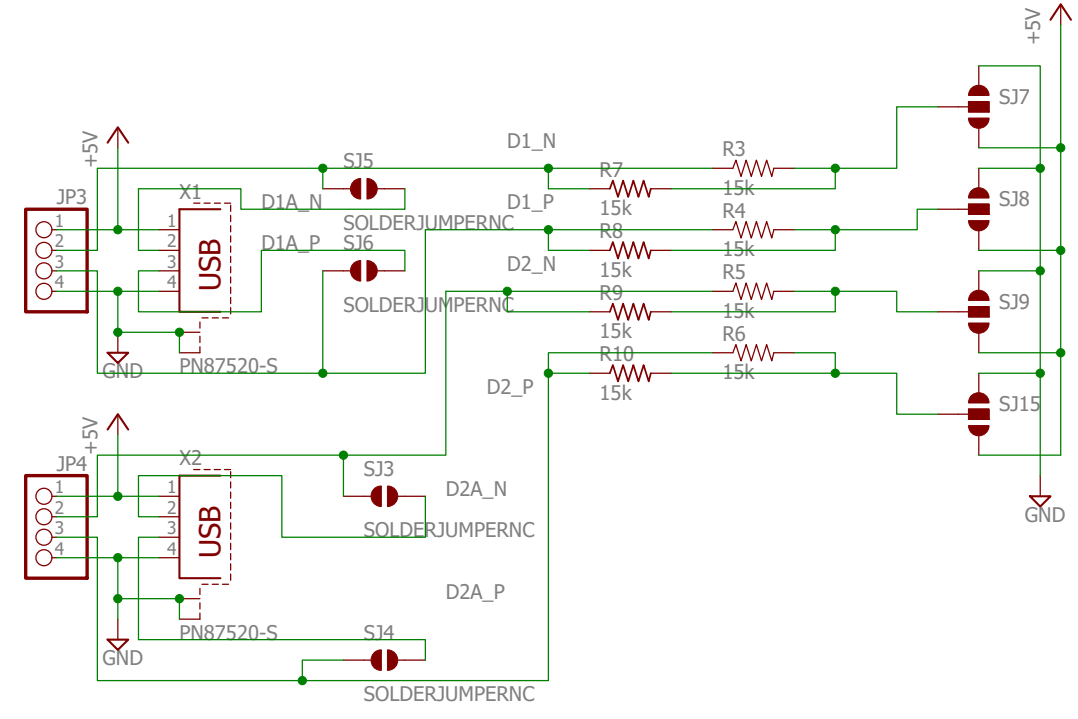 +5V
SJ7
D1_N
R3
+5V
SJ5
R7
15k
X1
D1A_N
D1_P
15k
R4
SJ8
JP3
SOLDERJUMPERNC
1
1
2
2
3
3
4
4
USB
D1A_P
SJ6
R8
15k
D2_N
15k
R5
SOLDERJUMPERNC
R9
15k
SJ9
15k
R6
GND
PN87520-S
R10
15k
D2_P
15k
SJ15
+5V
JP4
X2
SJ3
D2A_N
1
1
2
2
3
3
4
4
USB
SOLDERJUMPERNC
GND
D2A_P
PN87520-S
SJ4
GND
SOLDERJUMPERNC